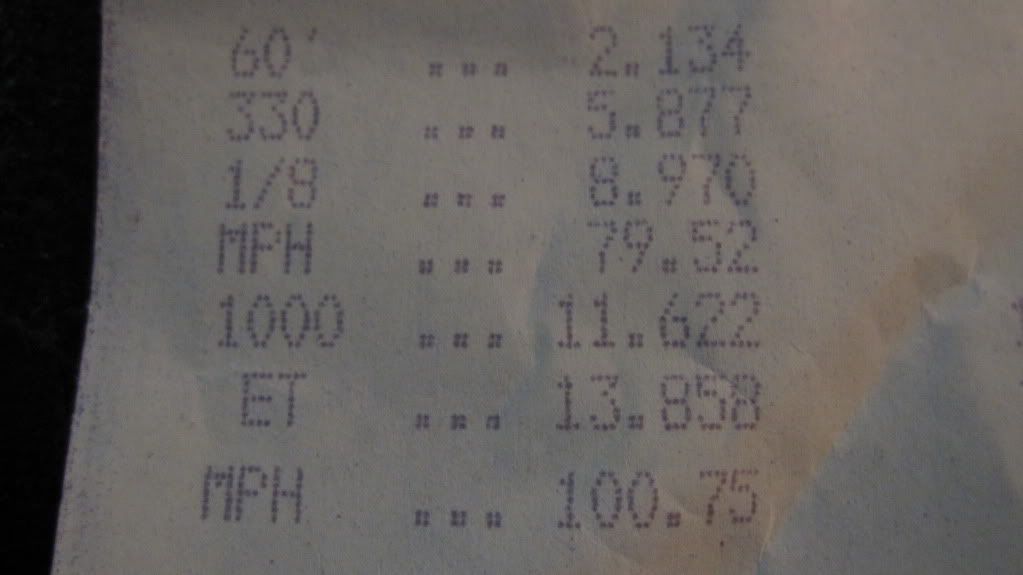 60' ... 2.134
330 ... 5.877
1/8 ... 8.970
MPH ... 79.52
1000 ... 11.622
ET ... 13.858
MPH ... 100.75